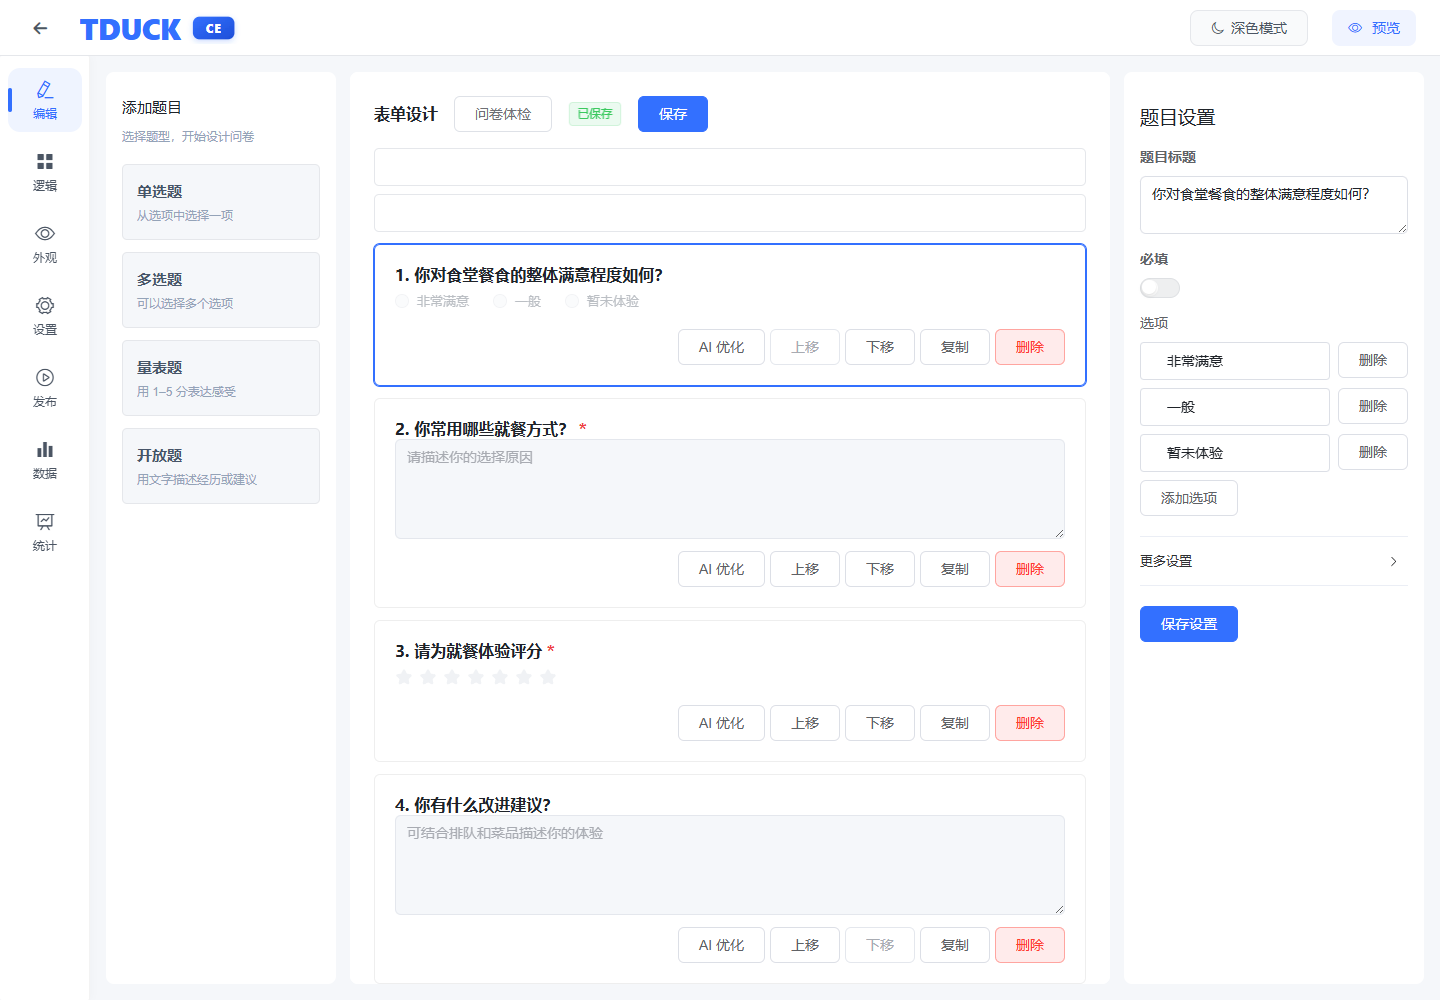 TDUCK CE
深色模式
预览
编辑
逻辑
外观
设置
发布
数据
统计
添加题目
选择题型，开始设计问卷
单选题
从选项中选择一项
多选题
可以选择多个选项
量表题
用 1–5 分表达感受
开放题
用文字描述经历或建议
表单设计 问卷体检 已保存 保存
1. 你对食堂餐食的整体满意程度如何？
非常满意 一般 暂未体验
AI 优化 上移 下移 复制 删除
2. 你常用哪些就餐方式？ *
请描述你的选择原因
AI 优化 上移 下移 复制 删除
3. 请为就餐体验评分 *
AI 优化 上移 下移 复制 删除
4. 你有什么改进建议？
可结合排队和菜品描述你的体验
AI 优化 上移 下移 复制 删除
题目设置
题目标题
你对食堂餐食的整体满意程度如何？
必填
选项
非常满意 删除
一般 删除
暂未体验 删除
添加选项
更多设置
保存设置